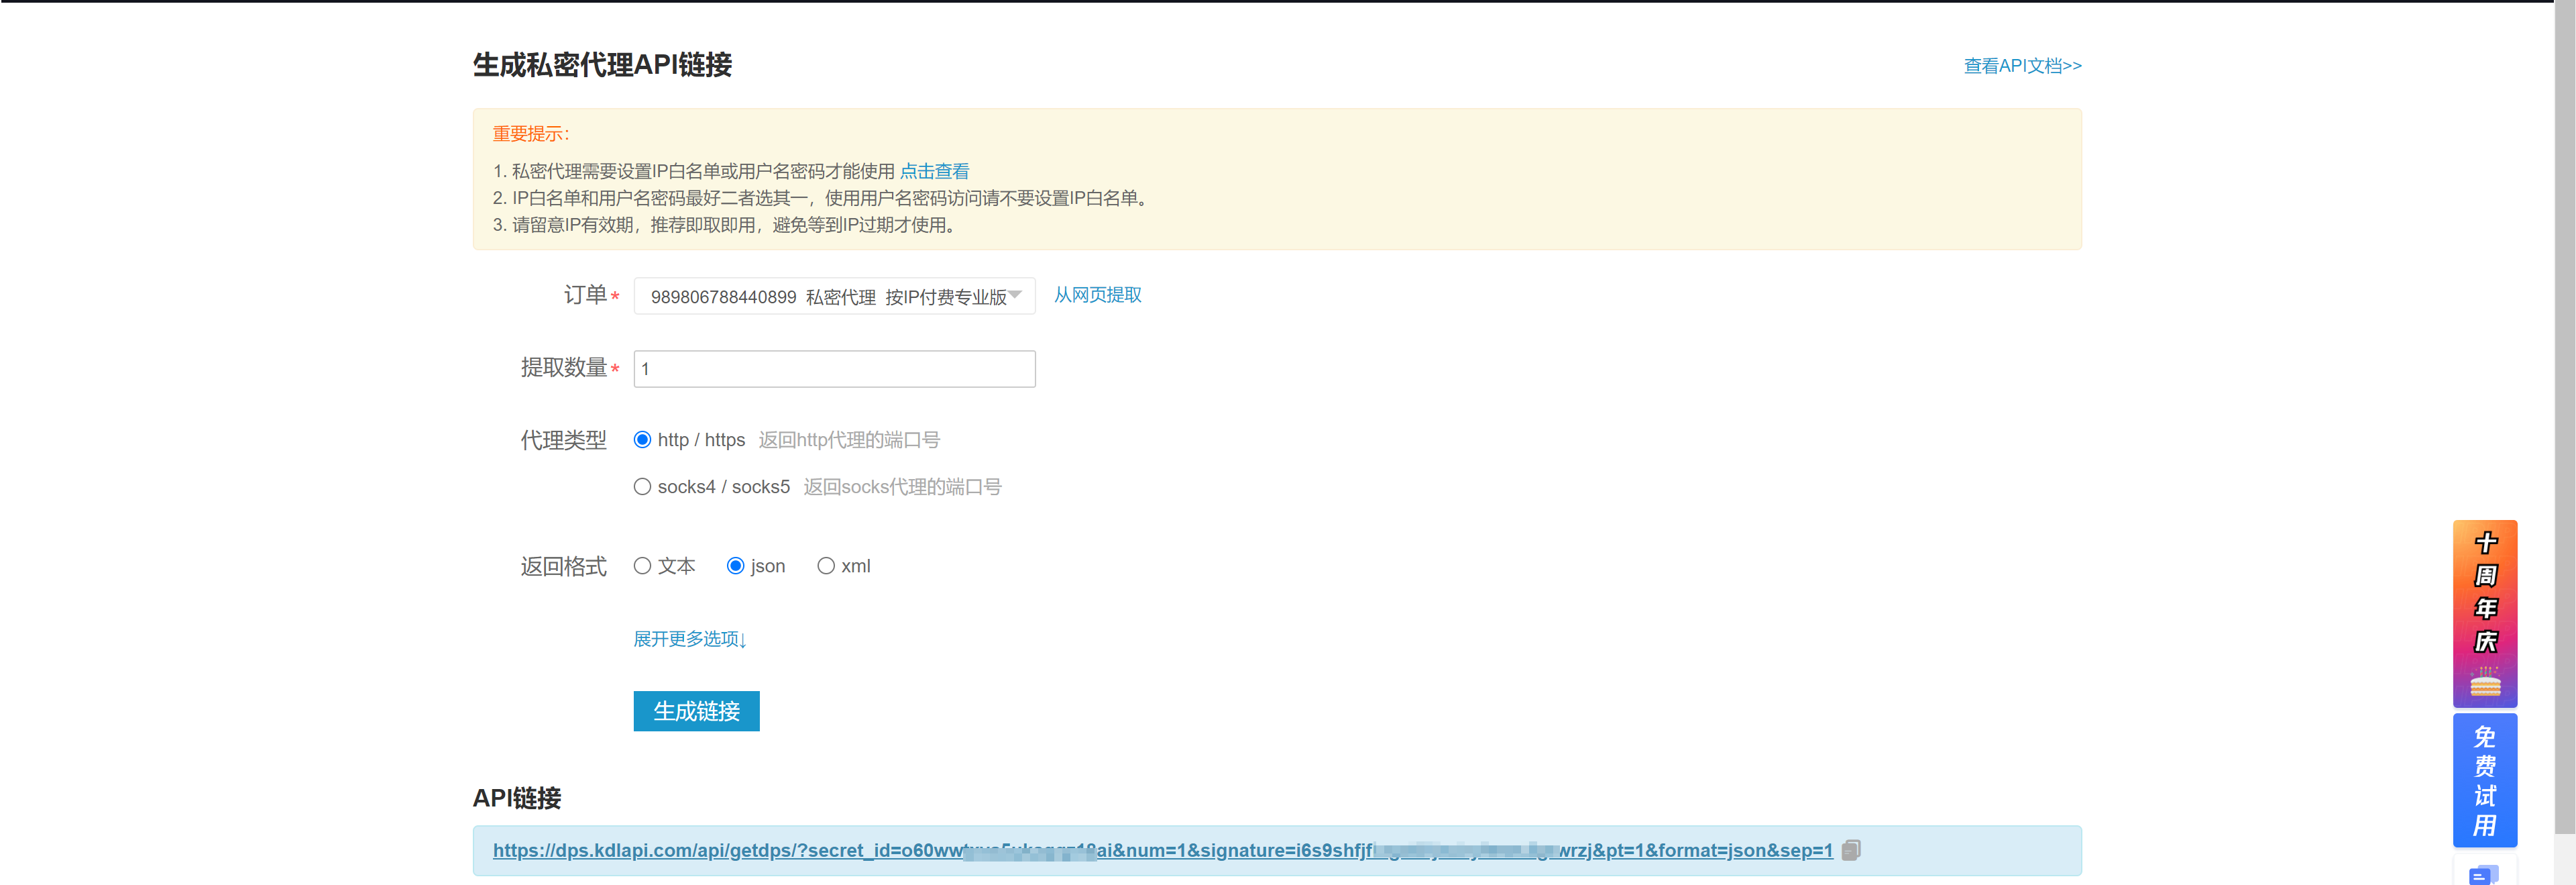 生成私密代理API链接
查看API文档>>
重要提示：
1. 私密代理需要设置IP白名单或用户名密码才能使用 点击查看
2. IP白名单和用户名密码最好二者选其一，使用用户名密码访问请不要设置IP白名单。
3. 请留意IP有效期，推荐即取即用，避免等到IP过期才使用。
订单* 989806788440899 私密代理 按IP付费专业版 从网页提取
提取数量* 1
代理类型 http / https 返回http代理的端口号
socks4 / socks5 返回socks代理的端口号
返回格式 文本 json xml
展开更多选项↓
生成链接
API链接
https://dps.kdlapi.com/api/getdps/?secret_id=o60ww ai&num=1&signature=i6s9shfjf wrzj&pt=1&format=json&sep=1
十周年庆
免费试用